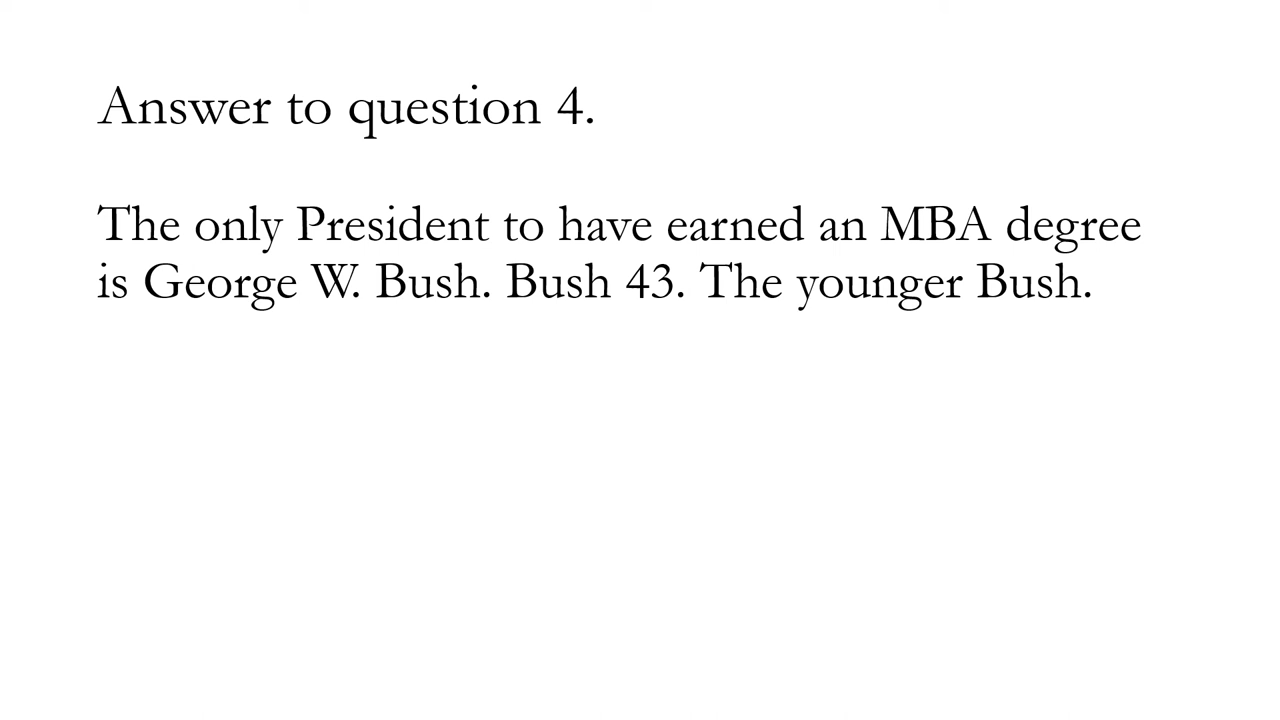 Answer to question 4.
The only President to have earned an MBA degree
is George W. Bush. Bush 43. The younger Bush.